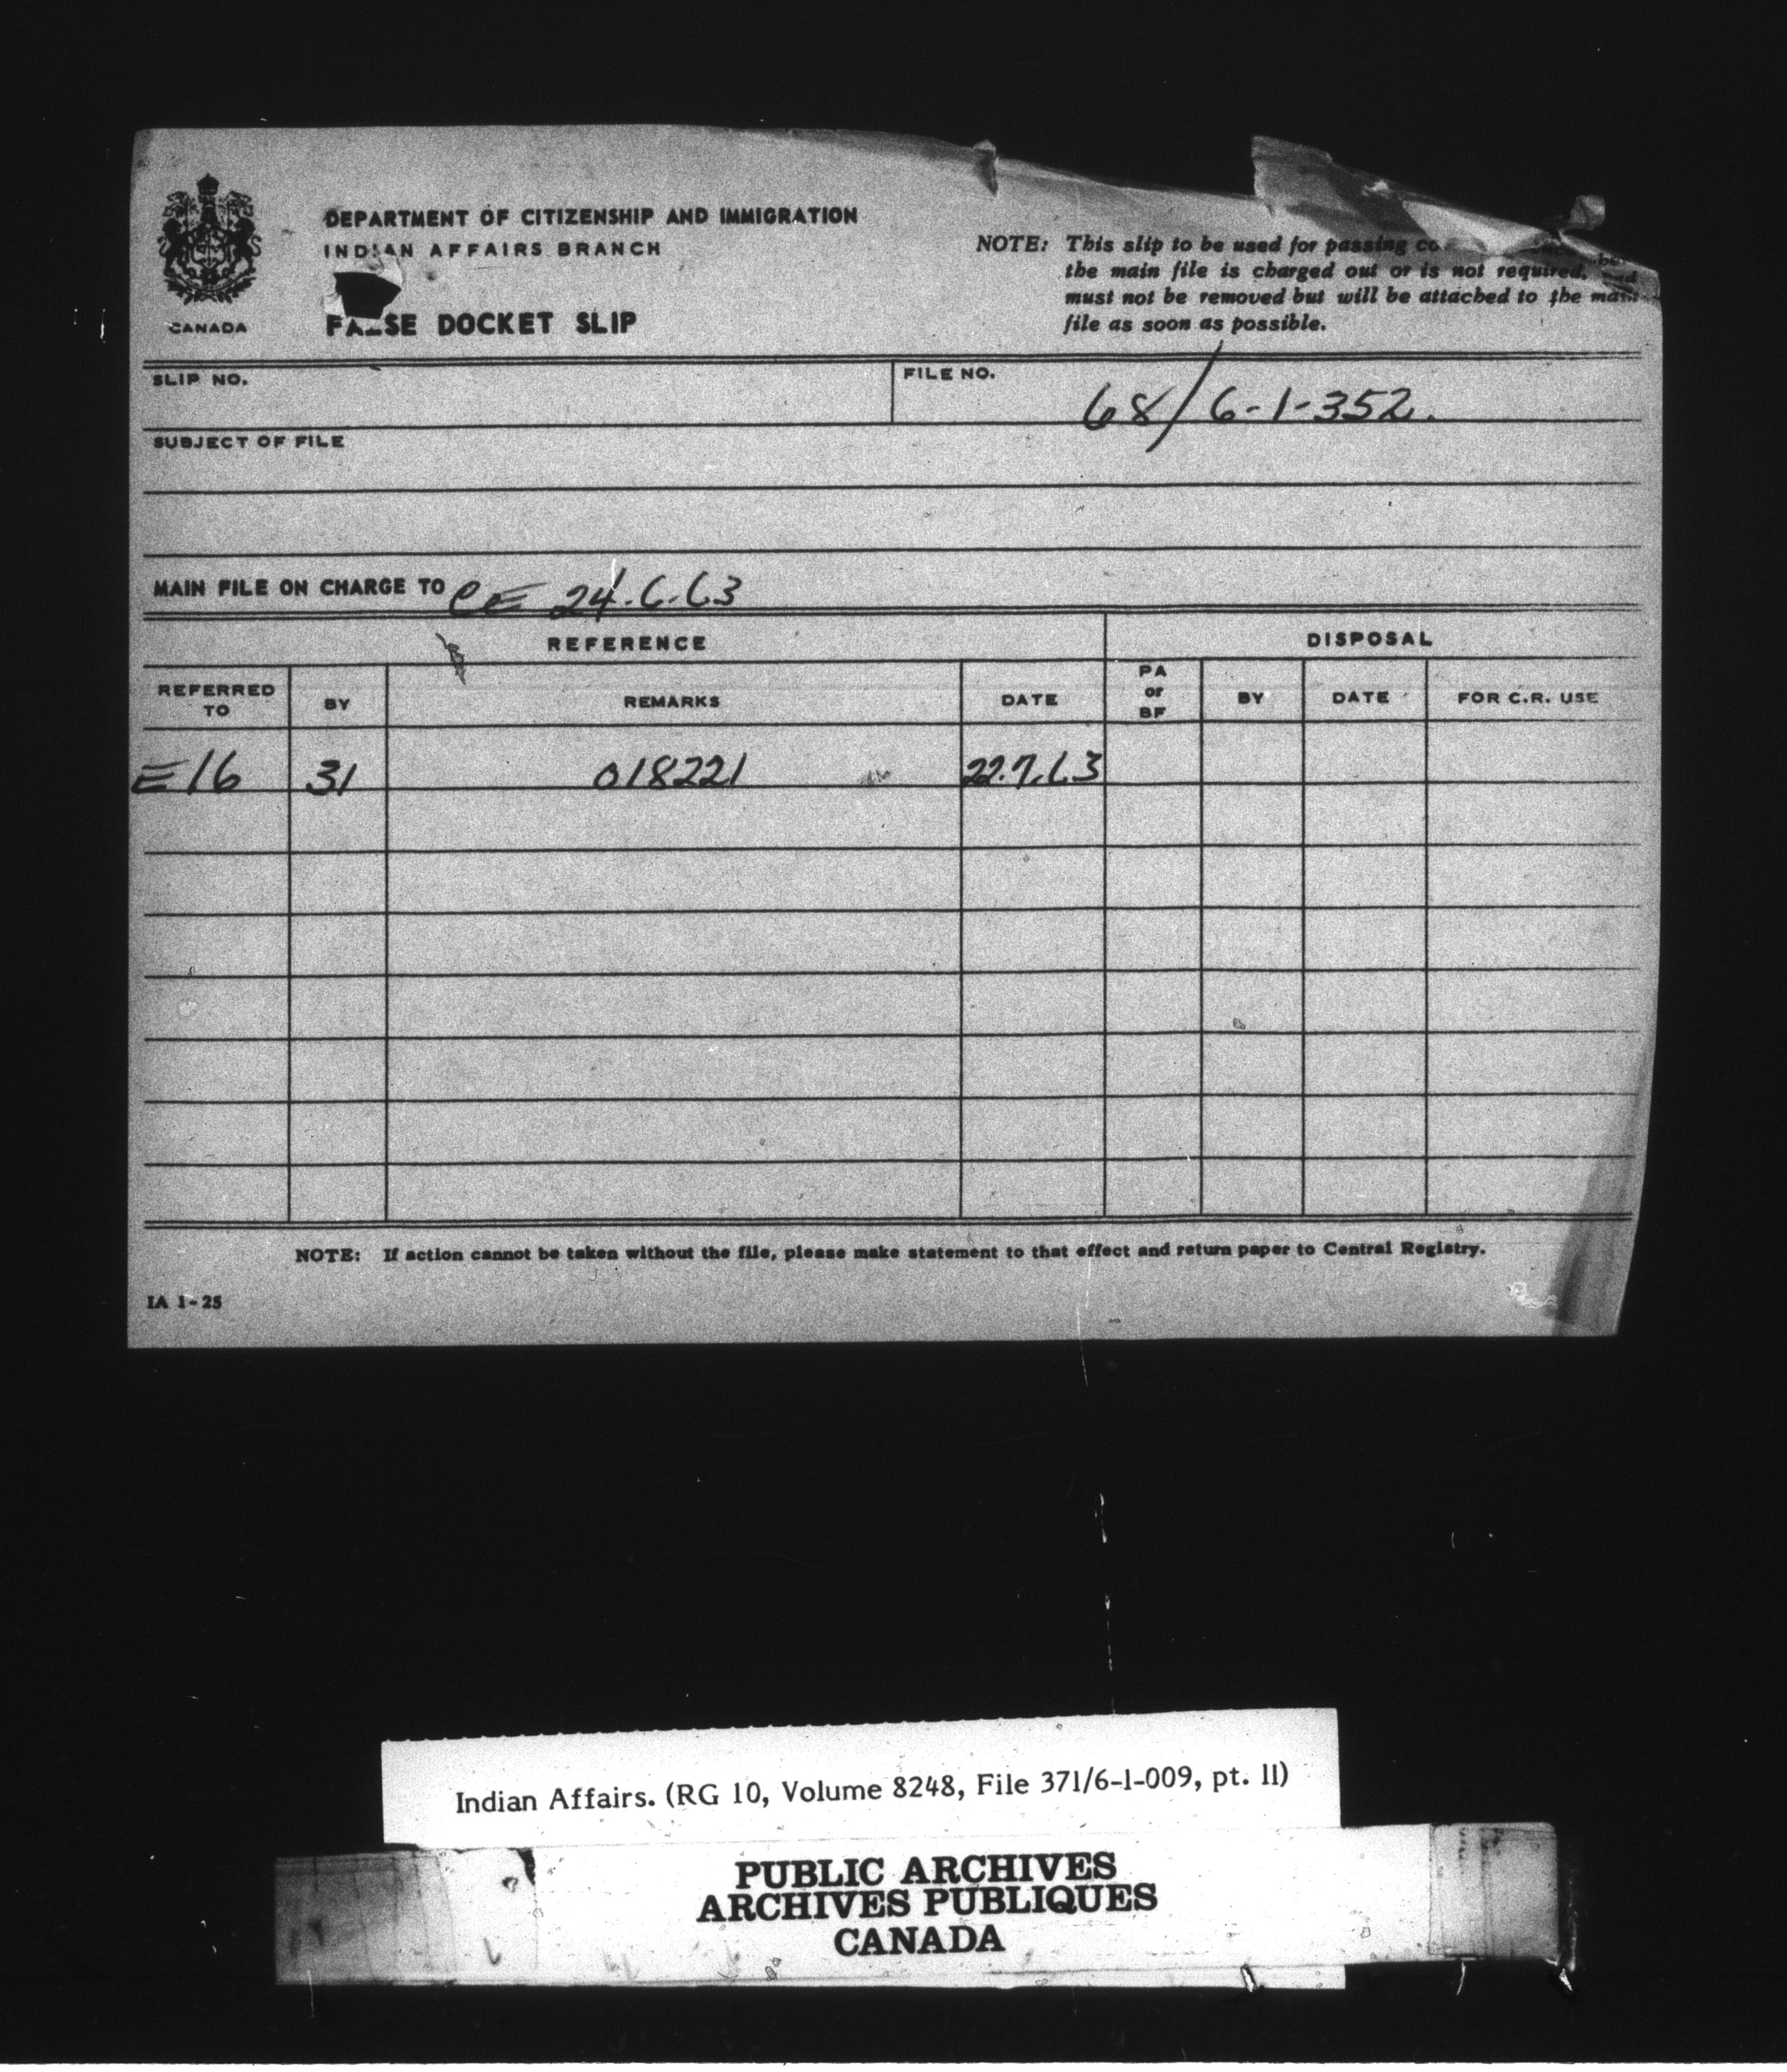 DEPARTMENT OF CITIZENSHIP AND IMMIGRATION
INDIAN AFFAIRS BRANCH
FALSE DOCKET SLIP
CANADA
NOTE: This slip to be used for passing
the main file is charged out or is not required, and
must not be removed but will be attached to the main
file as soon as possible.
SLIP NO.
FILE NO. 68/6-1-352.
SUBJECT OF FILE
MAIN FILE ON CHARGE TO CE 24.6.63
REFERENCE DISPOSAL
REFERRED TO BY REMARKS DATE PA or BF BY DATE FOR C.R. USE
E16 31 018221 22.7.63
NOTE: If action cannot be taken without the file, please make statement to that effect and return paper to Central Registry.
IA 1-25
Indian Affairs. (RG 10, Volume 8248, File 371/6-1-009, pt. 11)
PUBLIC ARCHIVES
ARCHIVES PUBLIQUES
CANADA